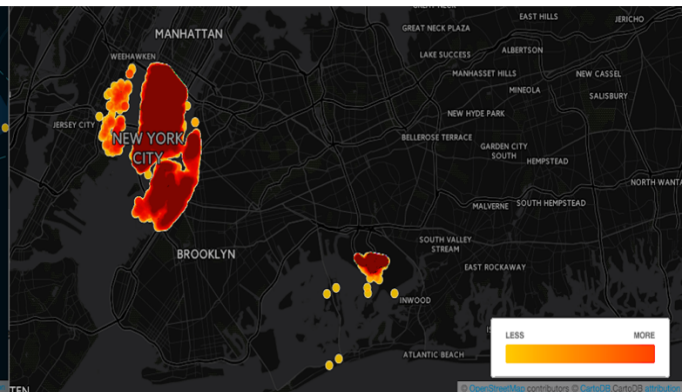 GREAT NECK PLAZA
EAST HILLS
JERICHO
MANHATTAN
WEEHAWKEN
LAKE SUCCESS
ALBERTSON
MANHASSET HILLS
NEW CASSEL
MINEOLA
SALISBURY
NEW HYDE PARK
JERSEY CITY
NEW YORK
CITY
BELLEROSE TERRACE
GARDEN CITY
SOUTH
HEMPSTEAD
NORTH WANTA
MALVERNE
SOUTH HEMPSTEAD
BROOKLYN
SOUTH VALLEY
STREAM
EAST ROCKAWAY
INWOOD
ATLANTIC BEACH
LESS
MORE
TEN
© OpenStreetMap contributors © CartoDB, CartoDB attribution